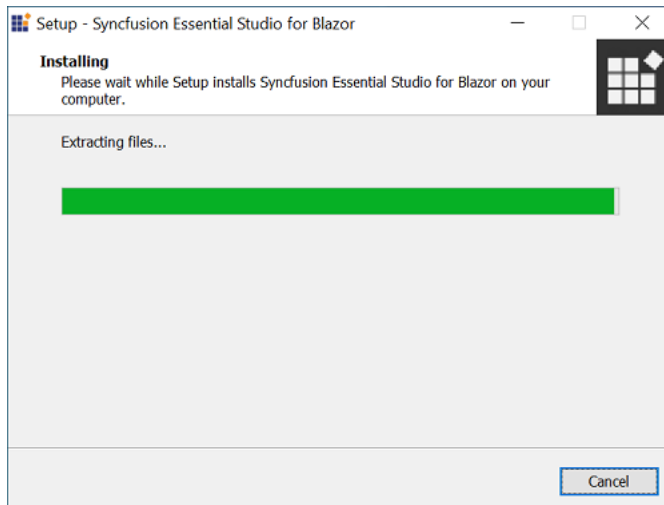 Setup - Syncfusion Essential Studio for Blazor
Installing
Please wait while Setup installs Syncfusion Essential Studio for Blazor on your
computer.
Extracting files...
Cancel